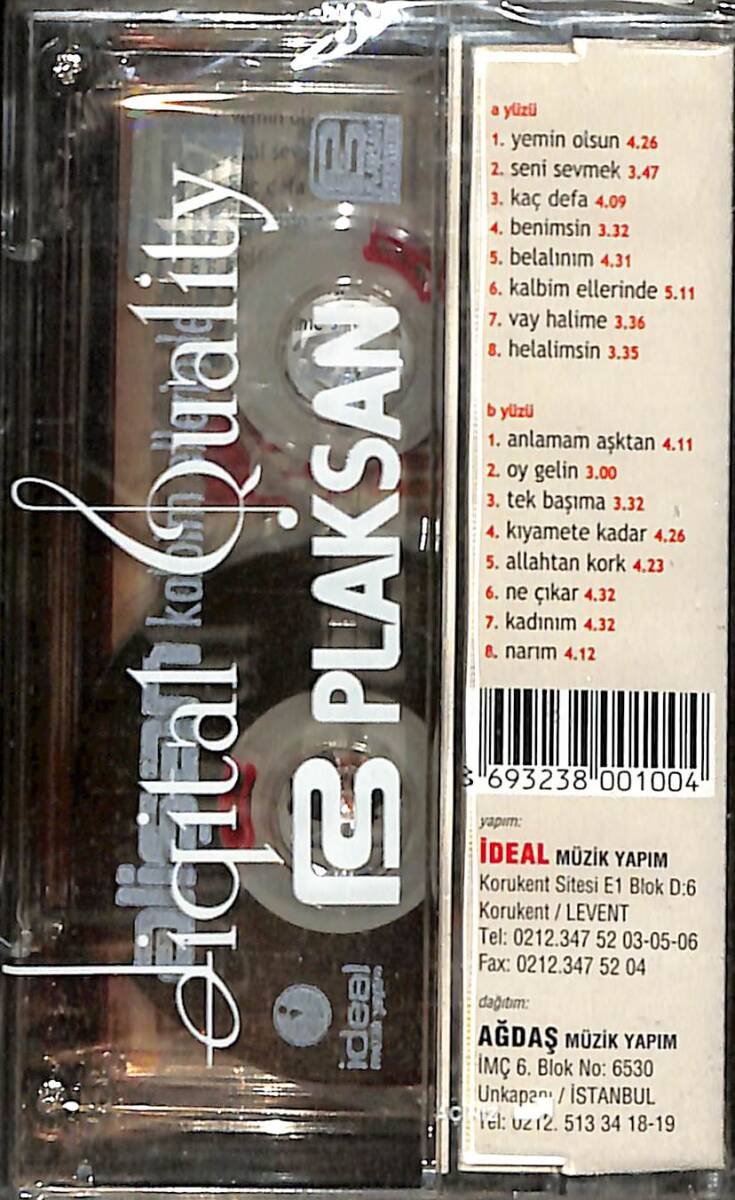 a yüzü
1. yemin olsun 4.26
2. seni sevmek 3.47
3. kaç defa 4.09
4. benimsin 3.32
5. belalınım 4.31
6. kalbim ellerinde 5.11
7. vay halime 3.36
8. helalimsin 3.35
b yüzü
1. anlamam aşktan 4.11
2. oy gelin 3.00
3. tek başıma 3.32
4. kıyamete kadar 4.26
5. allahtan kork 4.23
6. ne çıkar 4.32
7. kadınım 4.32
8. narım 4.12
693238 001004
yapım:
İDEAL MÜZİK YAPIM
Korukent Sitesi E1 Blok D:6
Korukent / LEVENT
Tel: 0212.347 52 03-05-06
Fax: 0212.347 52 04
dağıtım:
AĞDAŞ MÜZİK YAPIM
İMÇ 6. Blok No: 6530
Unkapanı / İSTANBUL
Tel: 0212. 513 34 18-19
AÇINIZ
digital Quality
PLAKSAN
alişan
ideal
müzik yapım